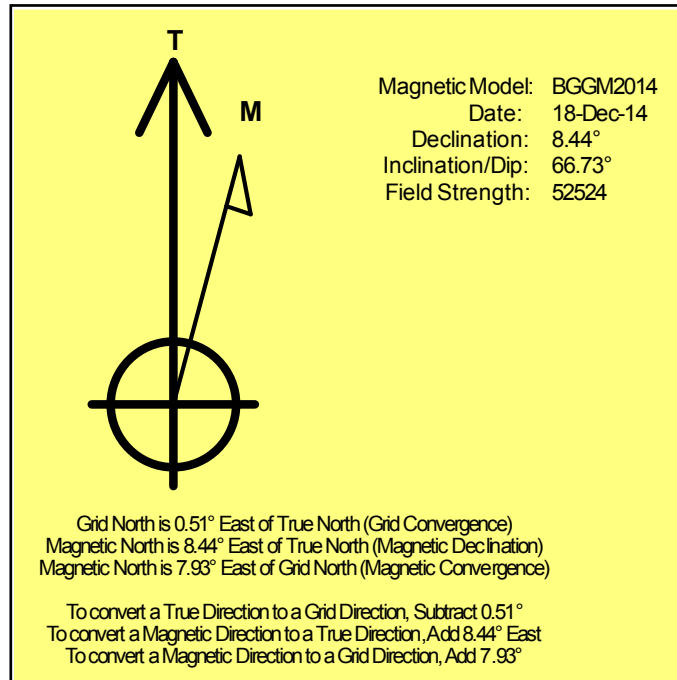 T
M
Magnetic Model: BGGM2014
Date: 18-Dec-14
Declination: 8.44°
Inclination/Dip: 66.73°
Field Strength: 52524
Grid North is 0.51° East of True North (Grid Convergence)
Magnetic North is 8.44° East of True North (Magnetic Declination)
Magnetic North is 7.93° East of Grid North (Magnetic Convergence)
To convert a True Direction to a Grid Direction, Subtract 0.51°
To convert a Magnetic Direction to a True Direction, Add 8.44° East
To convert a Magnetic Direction to a Grid Direction, Add 7.93°